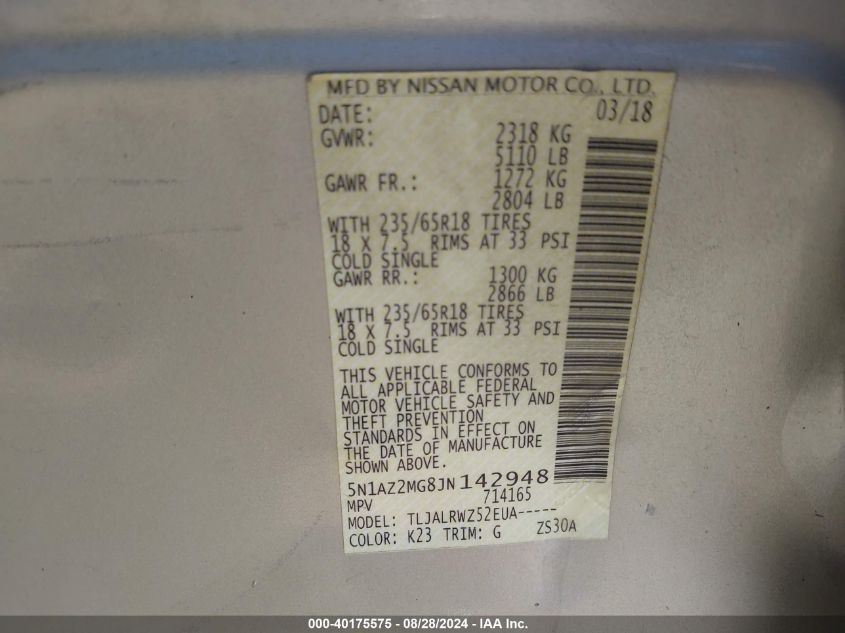 MFD BY NISSAN MOTOR CO., LTD.
DATE: 03/18
GVWR: 2318 KG
5110 LB
GAWR FR.: 1272 KG
2804 LB
WITH 235/65R18 TIRES
18 X 7.5 RIMS AT 33 PSI
COLD SINGLE
GAWR RR.: 1300 KG
2866 LB
WITH 235/65R18 TIRES
18 X 7.5 RIMS AT 33 PSI
COLD SINGLE
THIS VEHICLE CONFORMS TO
ALL APPLICABLE FEDERAL
MOTOR VEHICLE SAFETY AND
THEFT PREVENTION
STANDARDS IN EFFECT ON
THE DATE OF MANUFACTURE
SHOWN ABOVE.
5N1AZ2MG8JN142948
MPV 714165
MODEL: TLJALRWZ52EUA-----
COLOR: K23 TRIM: G ZS30A
000-40175575 - 08/28/2024 - IAA Inc.